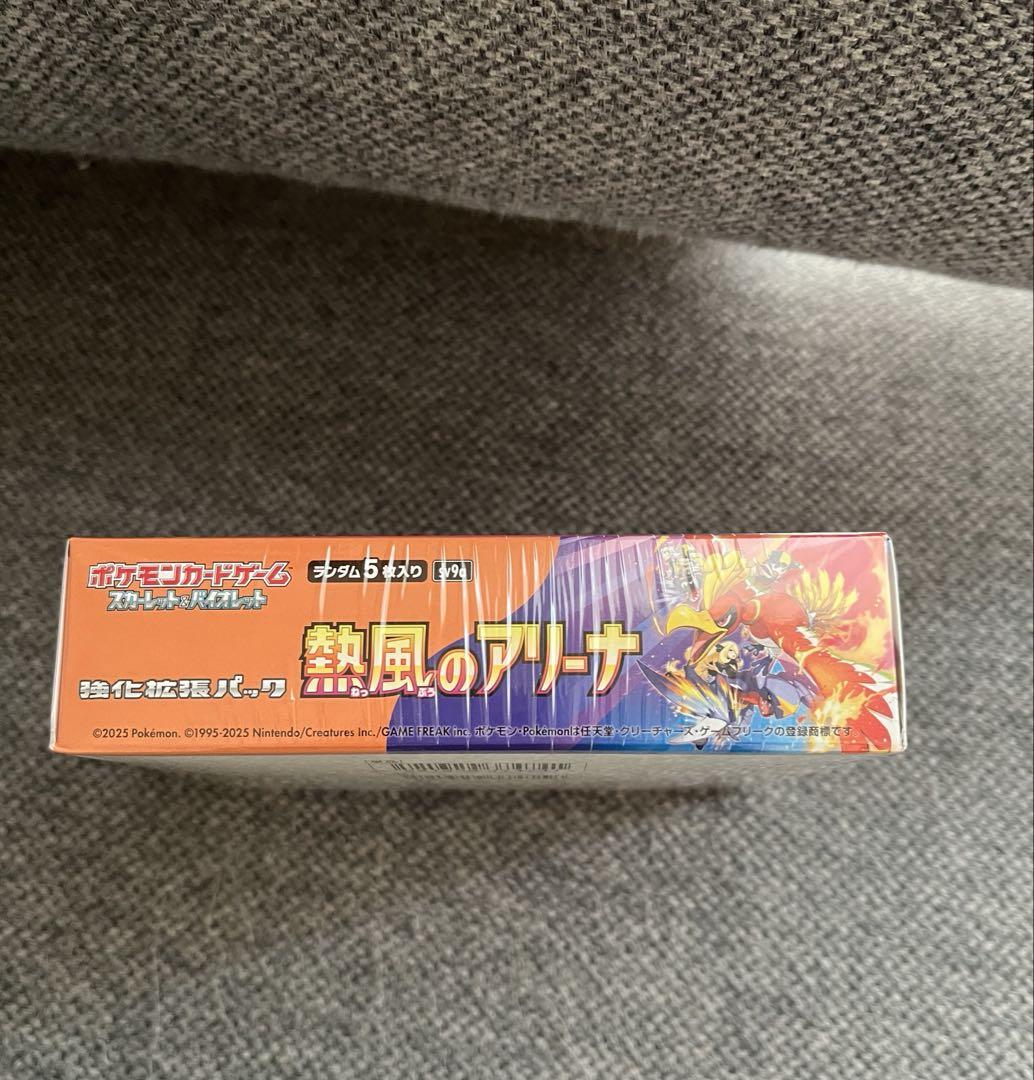 ポケモンカードゲーム
スカーレット&バイオレット
ランダム5枚入り
sv9a
強化拡張パック
熱風のアリーナ
ねっ ぷう
©2025 Pokémon. ©1995-2025 Nintendo/Creatures Inc./GAME FREAK inc. ポケモン・Pokémonは任天堂・クリーチャーズ・ゲームフリークの登録商標です。